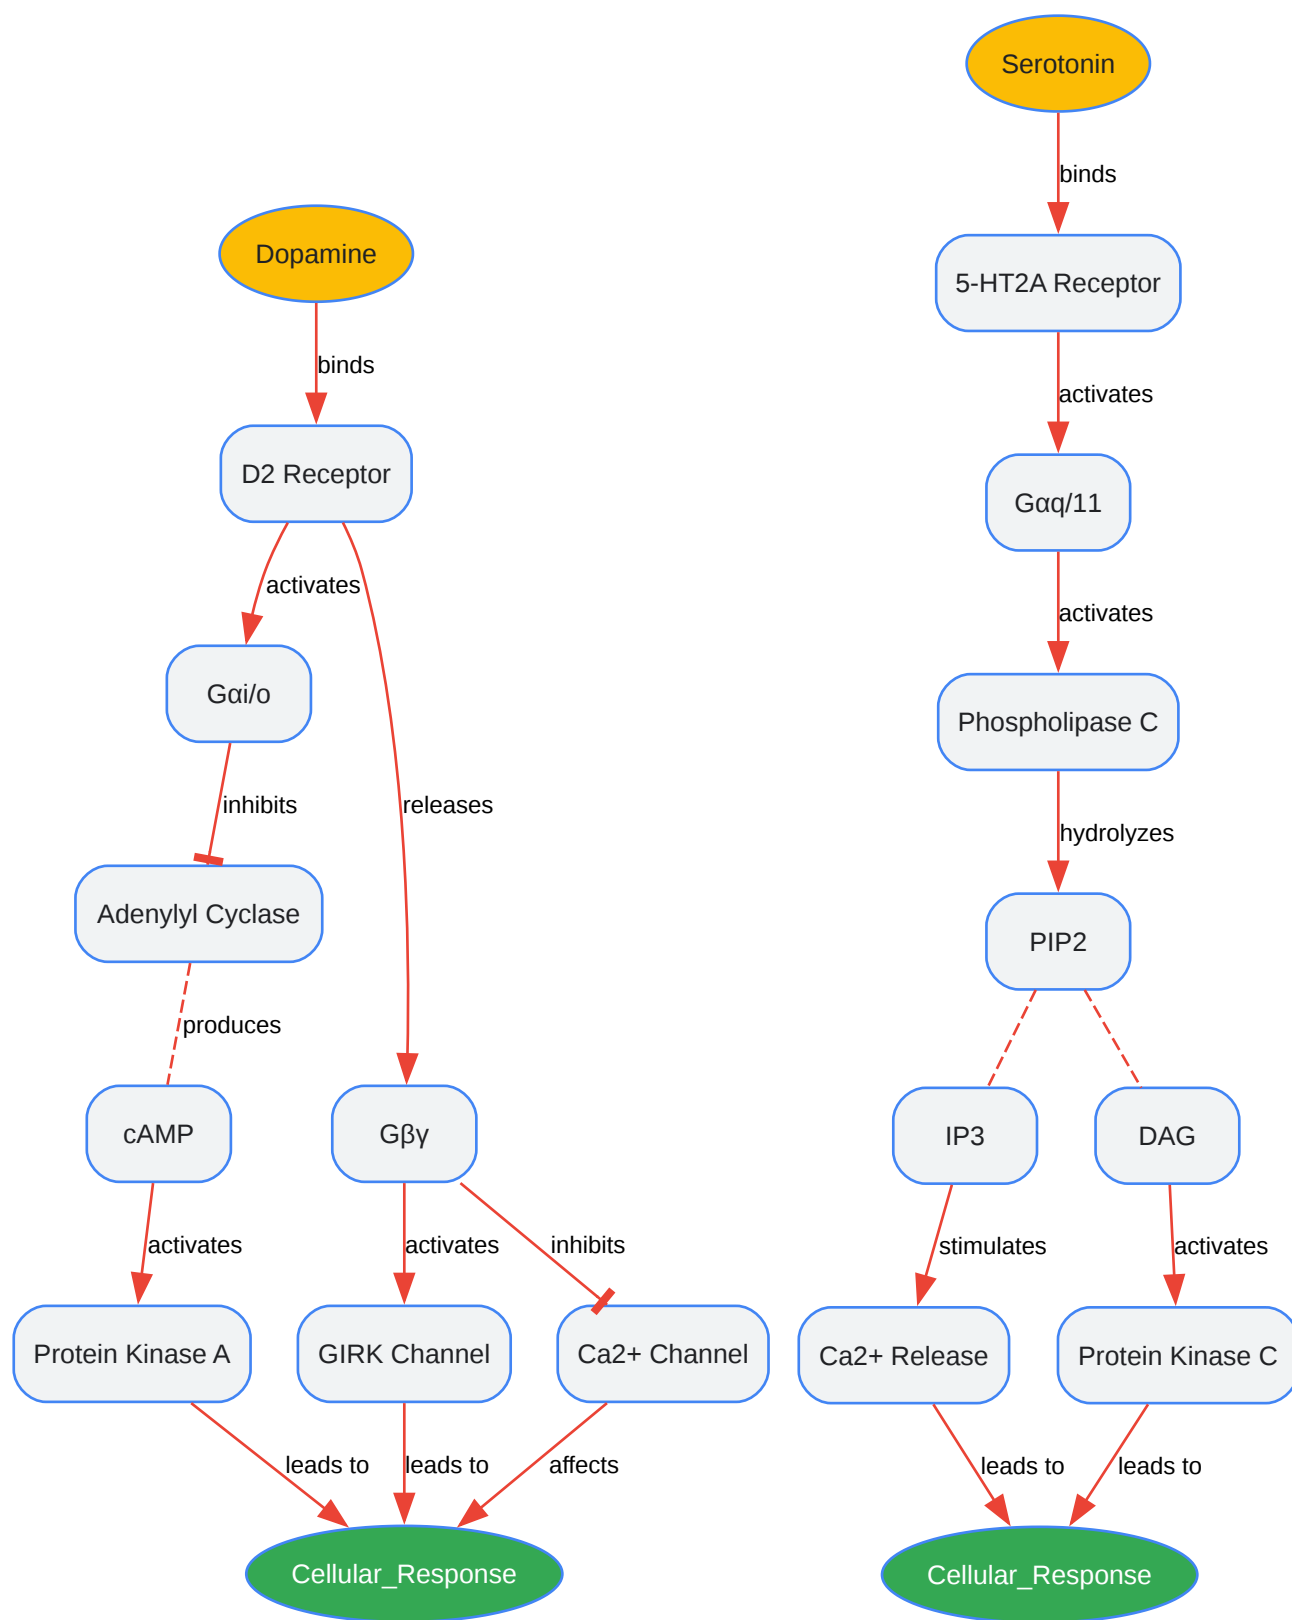 Serotonin
binds
5-HT2A Receptor
activates
Gαq/11
activates
Phospholipase C
hydrolyzes
PIP2
IP3
DAG
stimulates
activates
Ca2+ Release
Protein Kinase C
leads to
leads to
Cellular_Response
Dopamine
binds
D2 Receptor
activates
Gαi/o
inhibits
releases
Adenylyl Cyclase
produces
cAMP
Gβγ
activates
activates
inhibits
Protein Kinase A
GIRK Channel
Ca2+ Channel
leads to
leads to
affects
Cellular_Response